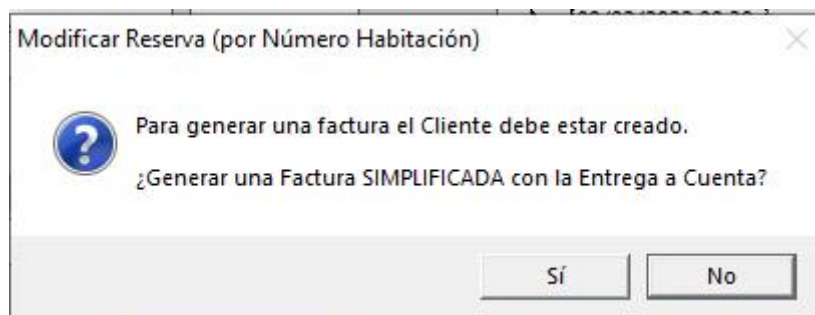 Modificar Reserva (por Número Habitación)
Para generar una factura el Cliente debe estar creado.
¿Generar una Factura SIMPLIFICADA con la Entrega a Cuenta?
Sí
No